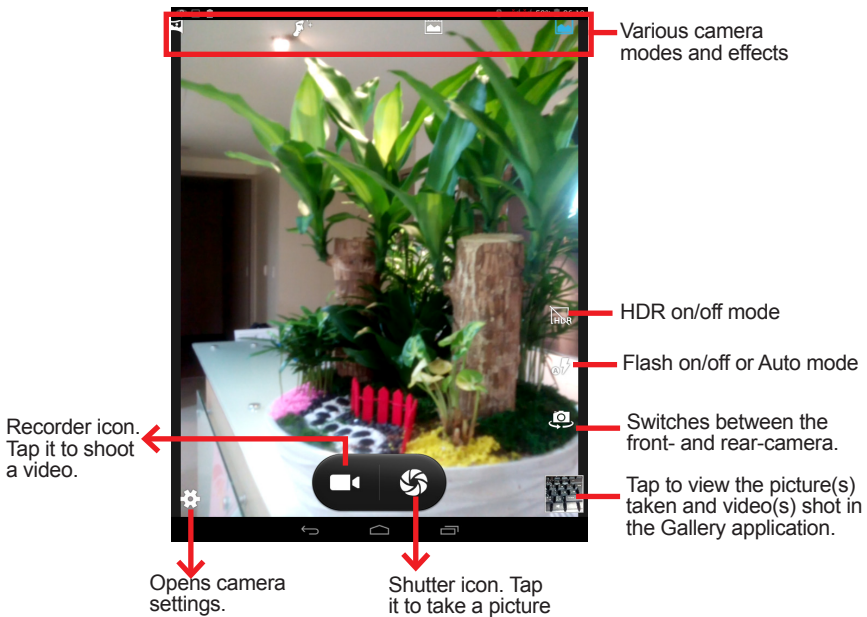 Various camera
modes and effects
HDR
HDR on/off mode
A
Flash on/off or Auto mode
Switches between the
front- and rear-camera.
Recorder icon.
Tap it to shoot
a video.
Tap to view the picture(s)
taken and video(s) shot in
the Gallery application.
Opens camera
settings.
Shutter icon. Tap
it to take a picture